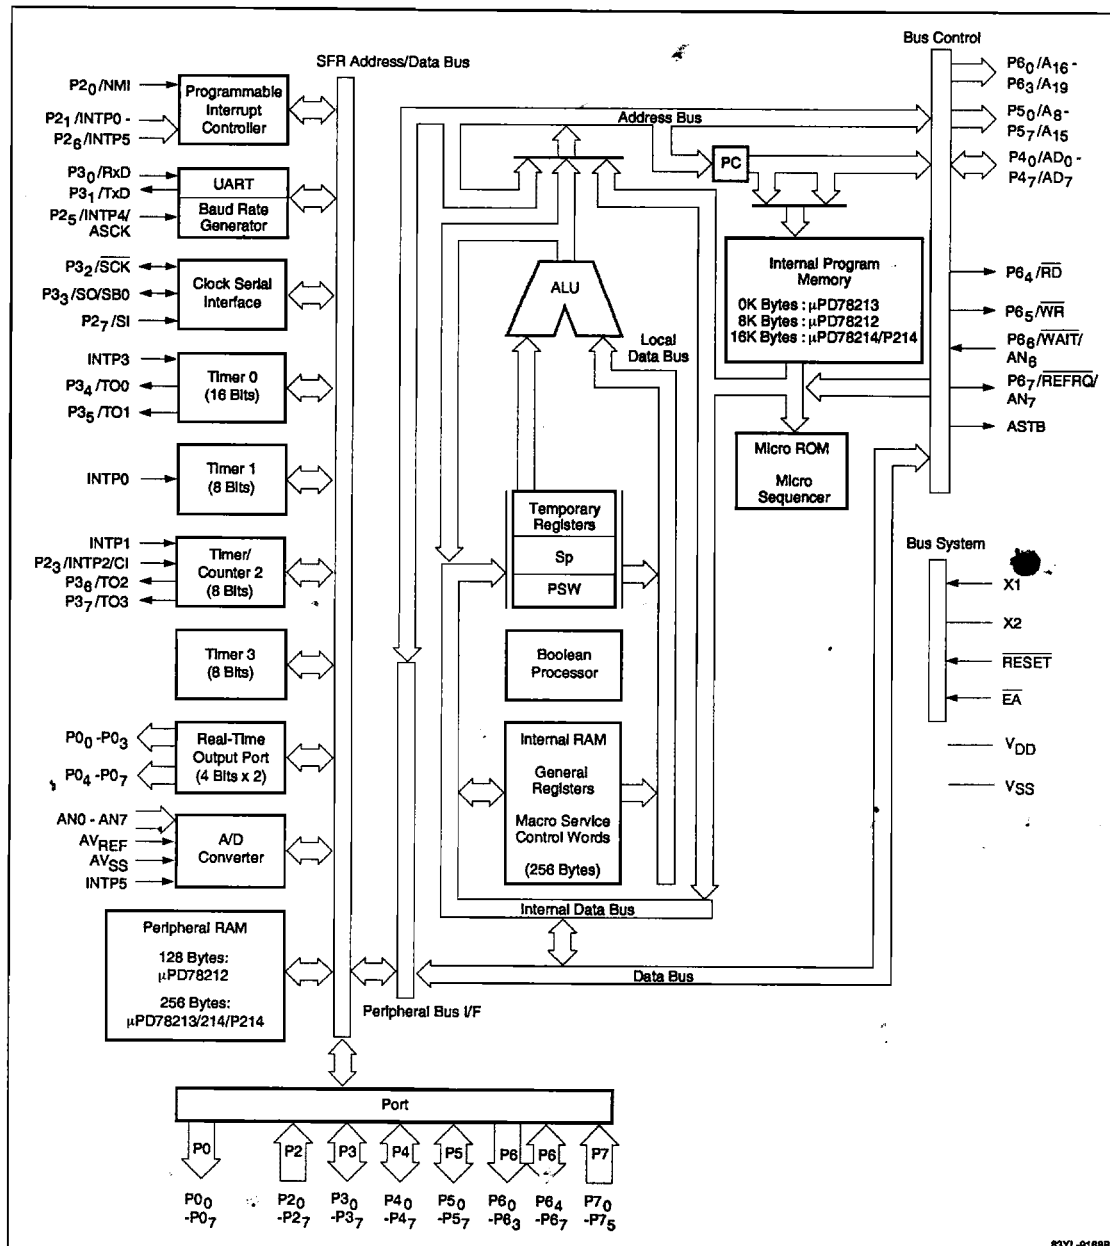 SFR Address/Data Bus
Bus Control
P2₀/NMI
P2₁/INTP0 -
P2₆/INTP5
Programmable
Interrupt
Controller
P3₀/RxD
P3₁/TxD
P2₅/INTP4/
ASCK
UART
Baud Rate
Generator
P3₂/S̅C̅K̅
P3₃/SO/SB0
P2₇/SI
Clock Serial
Interface
INTP3
P3₄/TO0
P3₅/TO1
Timer 0
(16 Bits)
INTP0
Timer 1
(8 Bits)
INTP1
P2₃/INTP2/CI
P3₆/TO2
P3₇/TO3
Timer/
Counter 2
(8 Bits)
Timer 3
(8 Bits)
P0₀ -P0₃
P0₄ -P0₇
Real-Time
Output Port
(4 Bits x 2)
AN0 - AN7
AV_REF
AV_SS
INTP5
A/D
Converter
Peripheral RAM
128 Bytes:
µPD78212
256 Bytes:
µPD78213/214/P214
Address Bus
PC
ALU
Local
Data Bus
Internal Program
Memory
0K Bytes : µPD78213
8K Bytes : µPD78212
16K Bytes : µPD78214/P214
Micro ROM
Micro
Sequencer
Temporary
Registers
Sp
PSW
Boolean
Processor
Internal RAM
General
Registers
Macro Service
Control Words
(256 Bytes)
Internal Data Bus
Data Bus
Peripheral Bus I/F
P6₀/A₁₆ -
P6₃/A₁₉
P5₀/A₈-
P5₇/A₁₅
P4₀/AD₀ -
P4₇/AD₇
P6₄/R̅D̅
P6₅/W̅R̅
P6₆/W̅A̅I̅T̅/
AN₆
P6₇/R̅E̅F̅R̅Q̅/
AN₇
ASTB
Bus System
X1
X2
R̅E̅S̅E̅T̅
E̅A̅
V_DD
V_SS
Port
P0 P2 P3 P4 P5 P6 P6 P7
P0₀ P2₀ P3₀ P4₀ P5₀ P6₀ P6₄ P7₀
-P0₇ -P2₇ -P3₇ -P4₇ -P5₇ -P6₃ -P6₇ -P7₅